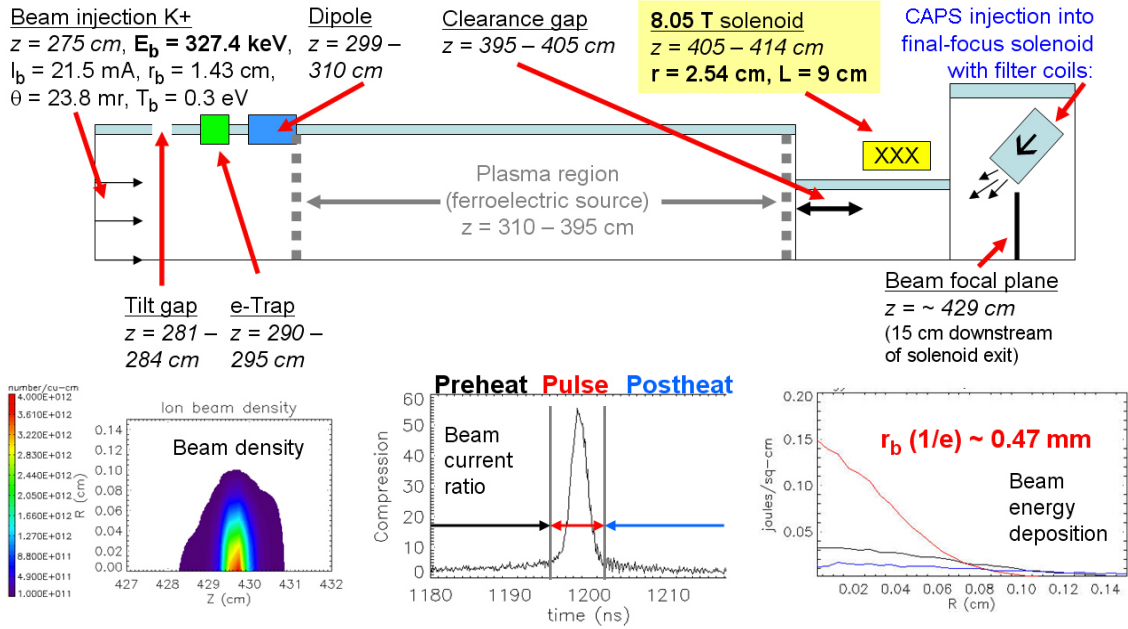 Beam injection K+
z = 275 cm, E_b = 327.4 keV,
I_b = 21.5 mA, r_b = 1.43 cm,
θ = 23.8 mr, T_b = 0.3 eV
Dipole
z = 299 –
310 cm
Clearance gap
z = 395 – 405 cm
8.05 T solenoid
z = 405 – 414 cm
r = 2.54 cm, L = 9 cm
CAPS injection into
final-focus solenoid
with filter coils:
XXX
Plasma region
(ferroelectric source)
z = 310 – 395 cm
Tilt gap
z = 281 –
284 cm
e-Trap
z = 290 –
295 cm
Beam focal plane
z = ~ 429 cm
(15 cm downstream
of solenoid exit)
number/cu-cm
4.000E+012
3.610E+012
3.220E+012
2.830E+012
2.440E+012
2.050E+012
1.660E+012
1.270E+012
8.800E+011
4.900E+011
1.000E+011
Ion beam density
Beam density
R (cm)
0.14
0.10
0.08
0.06
0.04
0.02
0.00
427 428 429 430 431 432
Z (cm)
Preheat Pulse Postheat
Beam
current
ratio
Compression
60
50
40
30
20
10
0
1180 1190 1200 1210
time (ns)
joules/sq-cm
0.20
0.15
0.10
0.05
r_b (1/e) ~ 0.47 mm
Beam
energy
deposition
0.02 0.04 0.06 0.08 0.10 0.12 0.14
R (cm)